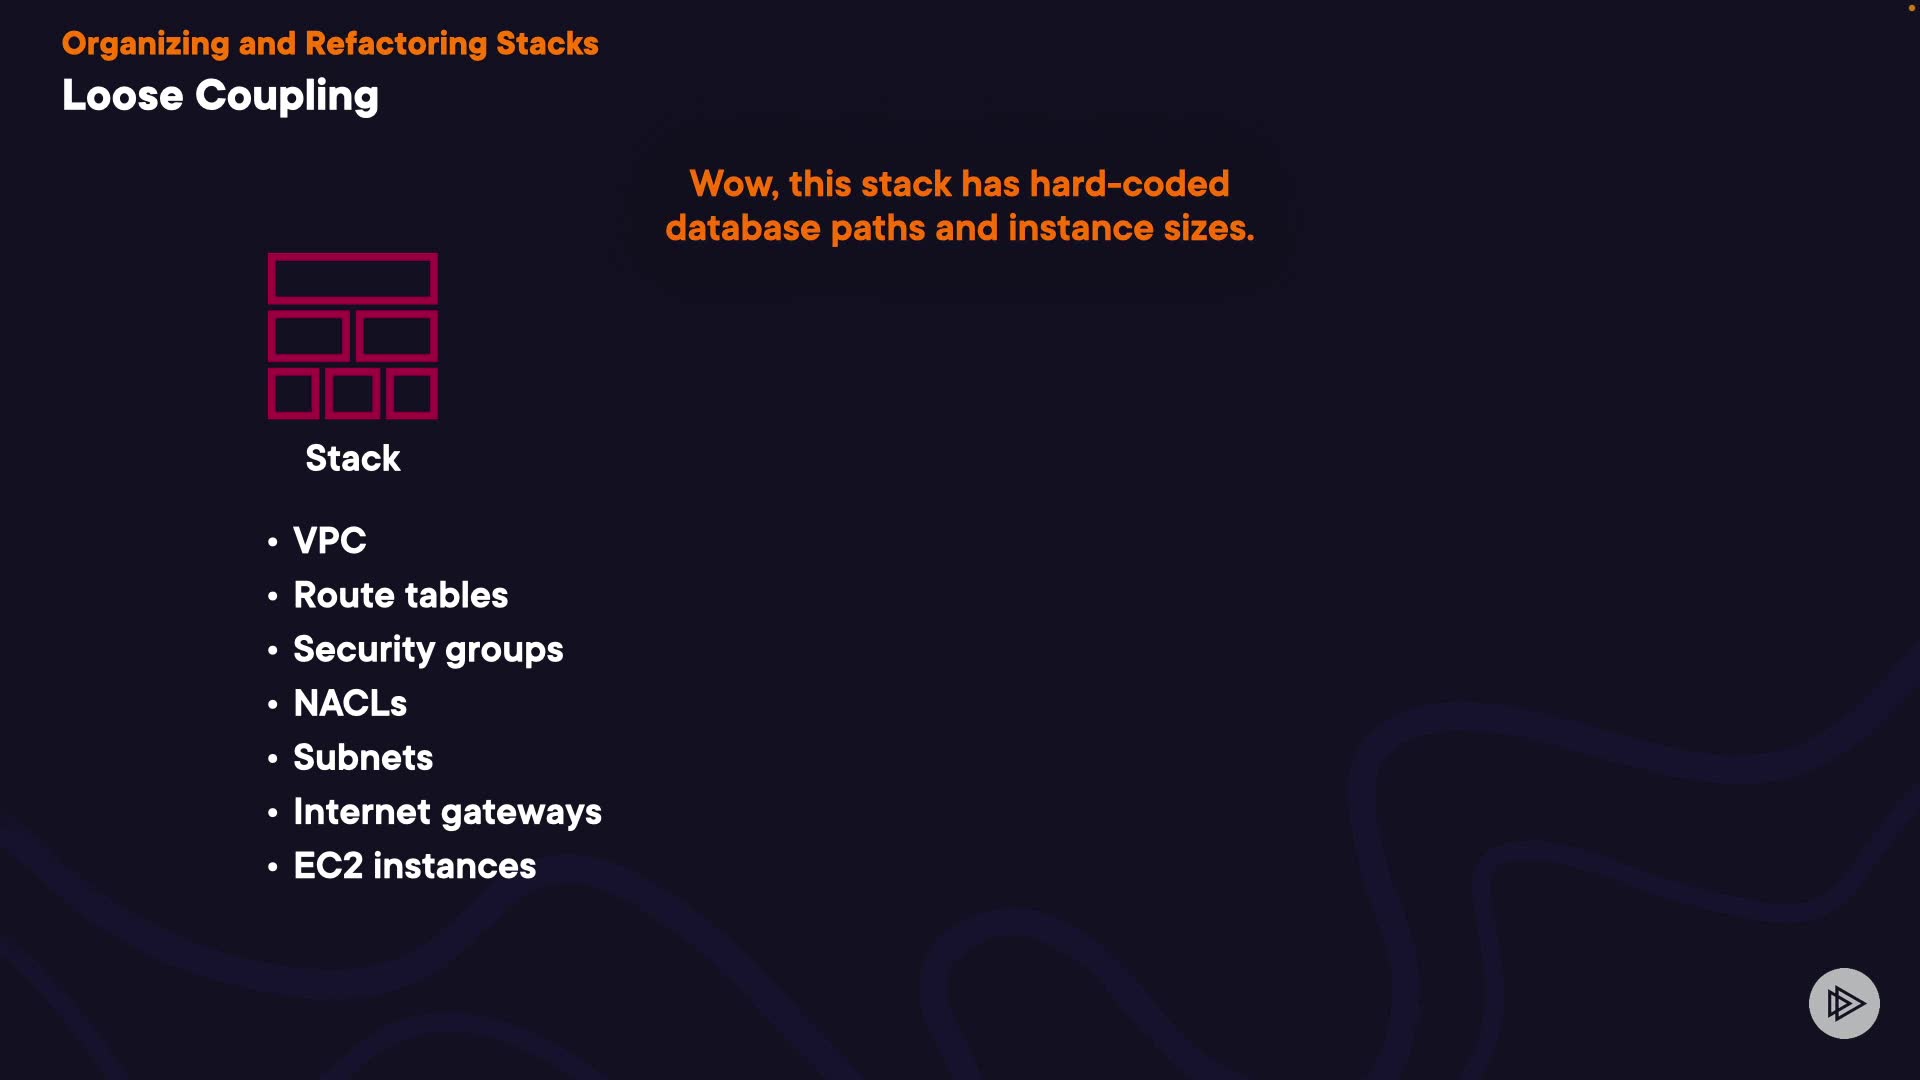 Organizing and Refactoring Stacks
Loose Coupling
Wow, this stack has hard-coded
database paths and instance sizes.
Stack
• VPC
• Route tables
• Security groups
• NACLs
• Subnets
• Internet gateways
• EC2 instances